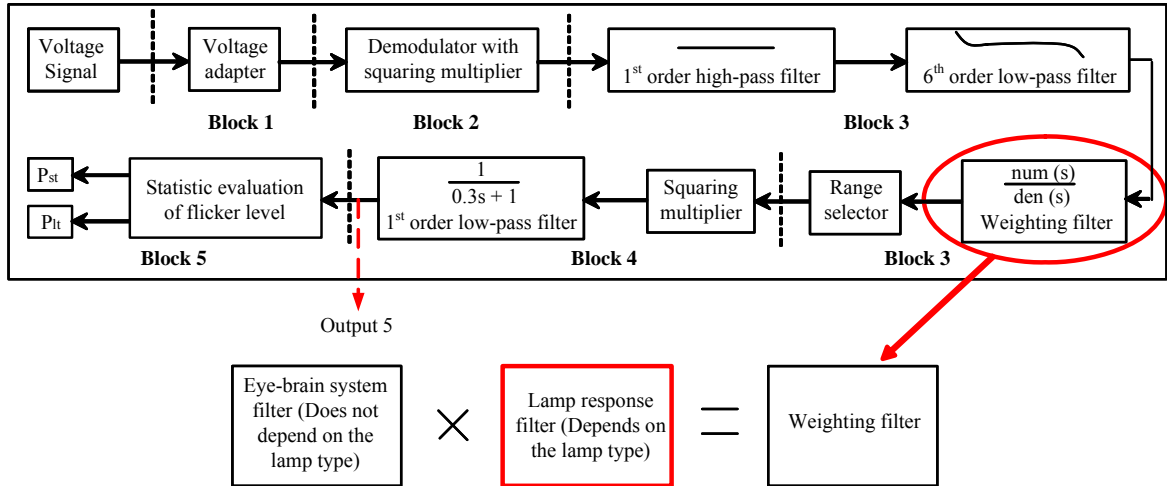 Voltage
Signal
Voltage
adapter
Demodulator with
squaring multiplier
1st order high-pass filter
6th order low-pass filter
Block 1
Block 2
Block 3
Pst
Plt
Statistic evaluation
of flicker level
1
0.3s + 1
1st order low-pass filter
Squaring
multiplier
Range
selector
num (s)
den (s)
Weighting filter
Block 5
Block 4
Block 3
Output 5
Eye-brain system
filter (Does not
depend on the
lamp type)
×
Lamp response
filter (Depends on
the lamp type)
=
Weighting filter